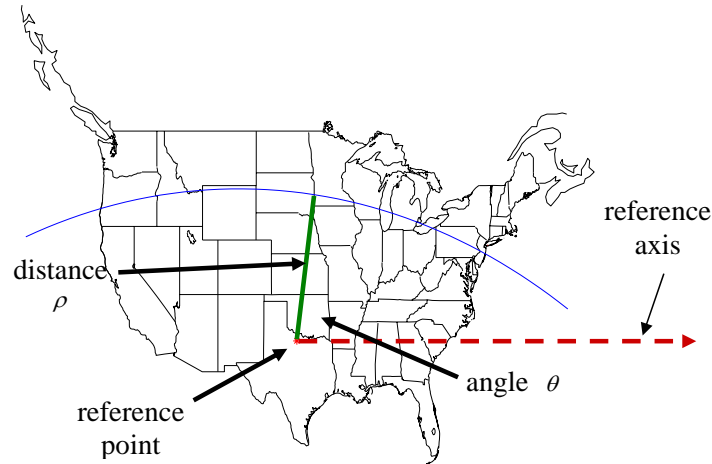 reference
axis
distance
ρ
angle θ
reference
point